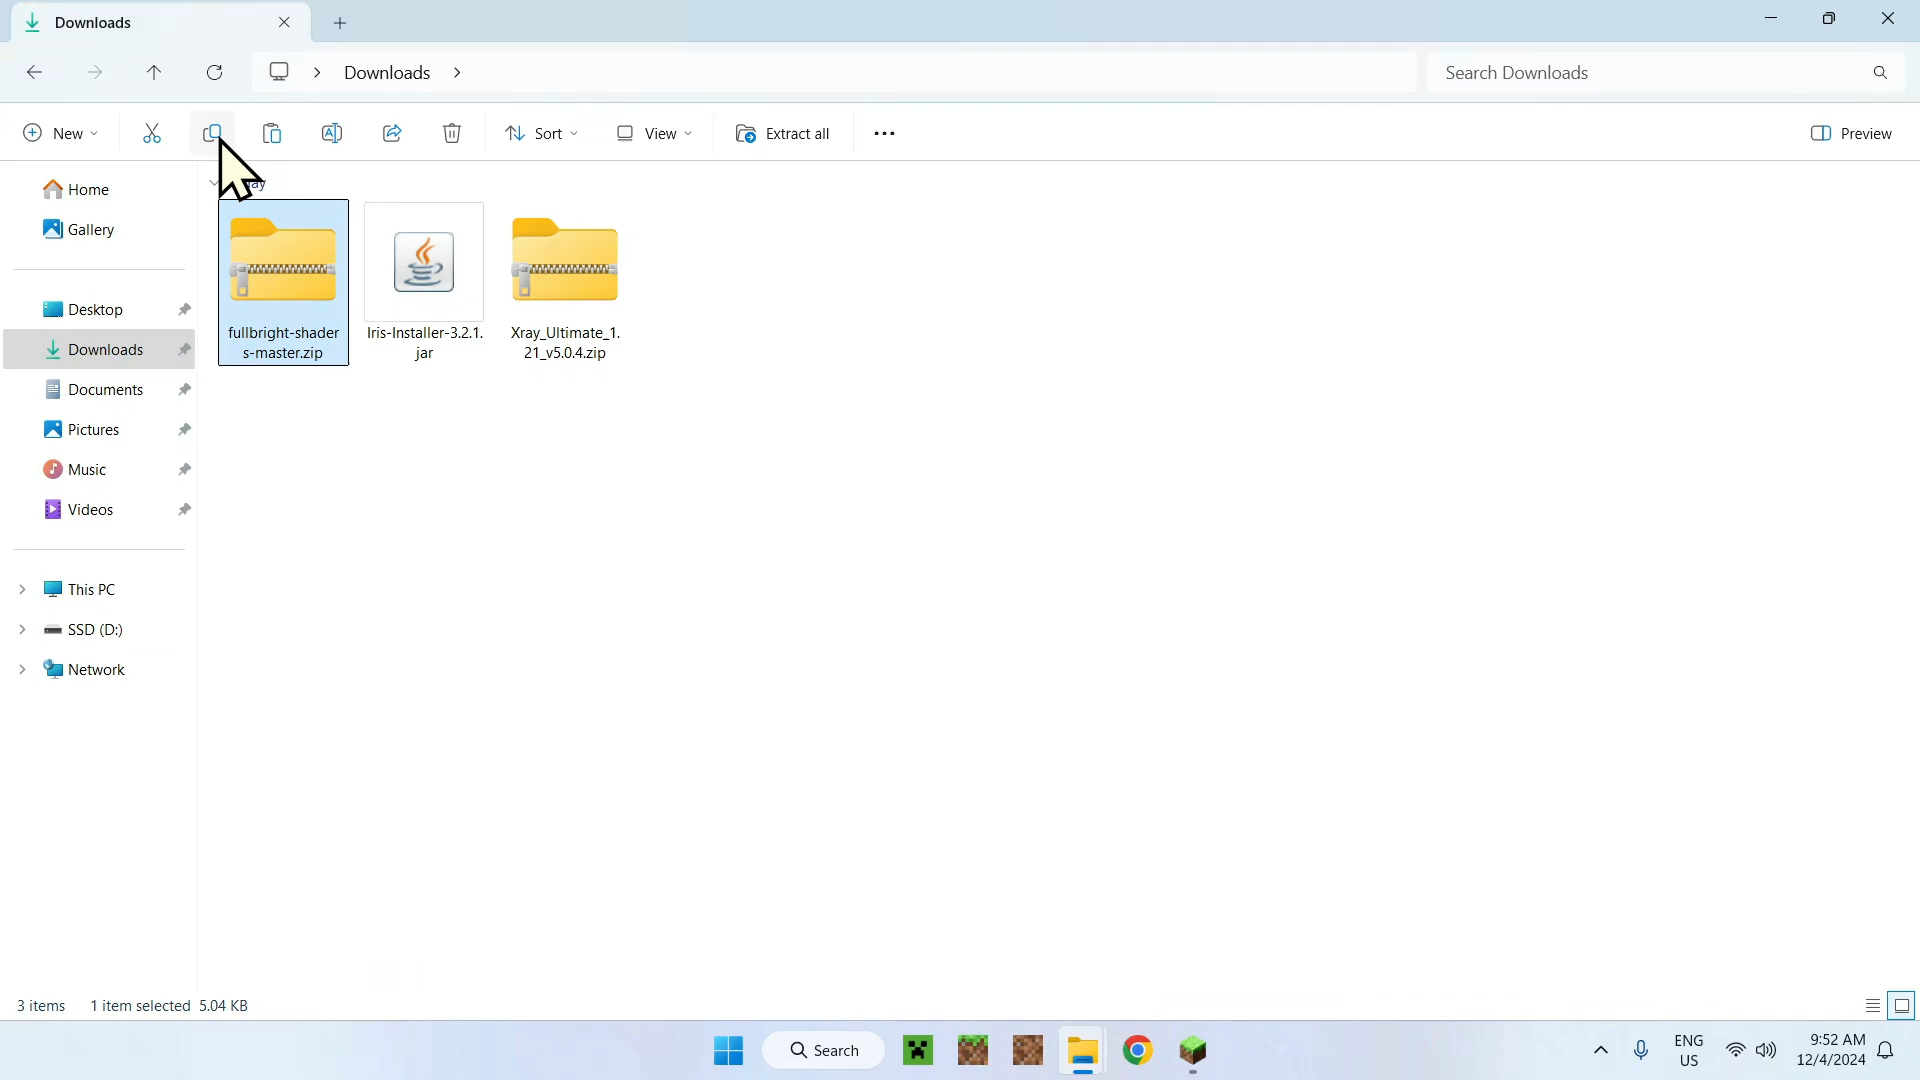 Downloads
Downloads
Search Downloads
New
Sort
View
Extract all
Preview
Home
Gallery
Desktop
Downloads
Documents
Pictures
Music
Videos
This PC
SSD (D:)
Network
fullbright-shader
s-master.zip
Iris-Installer-3.2.1.
jar
Xray_Ultimate_1.
21_v5.0.4.zip
3 items 1 item selected 5.04 KB
Search
ENG
US
9:52 AM
12/4/2024